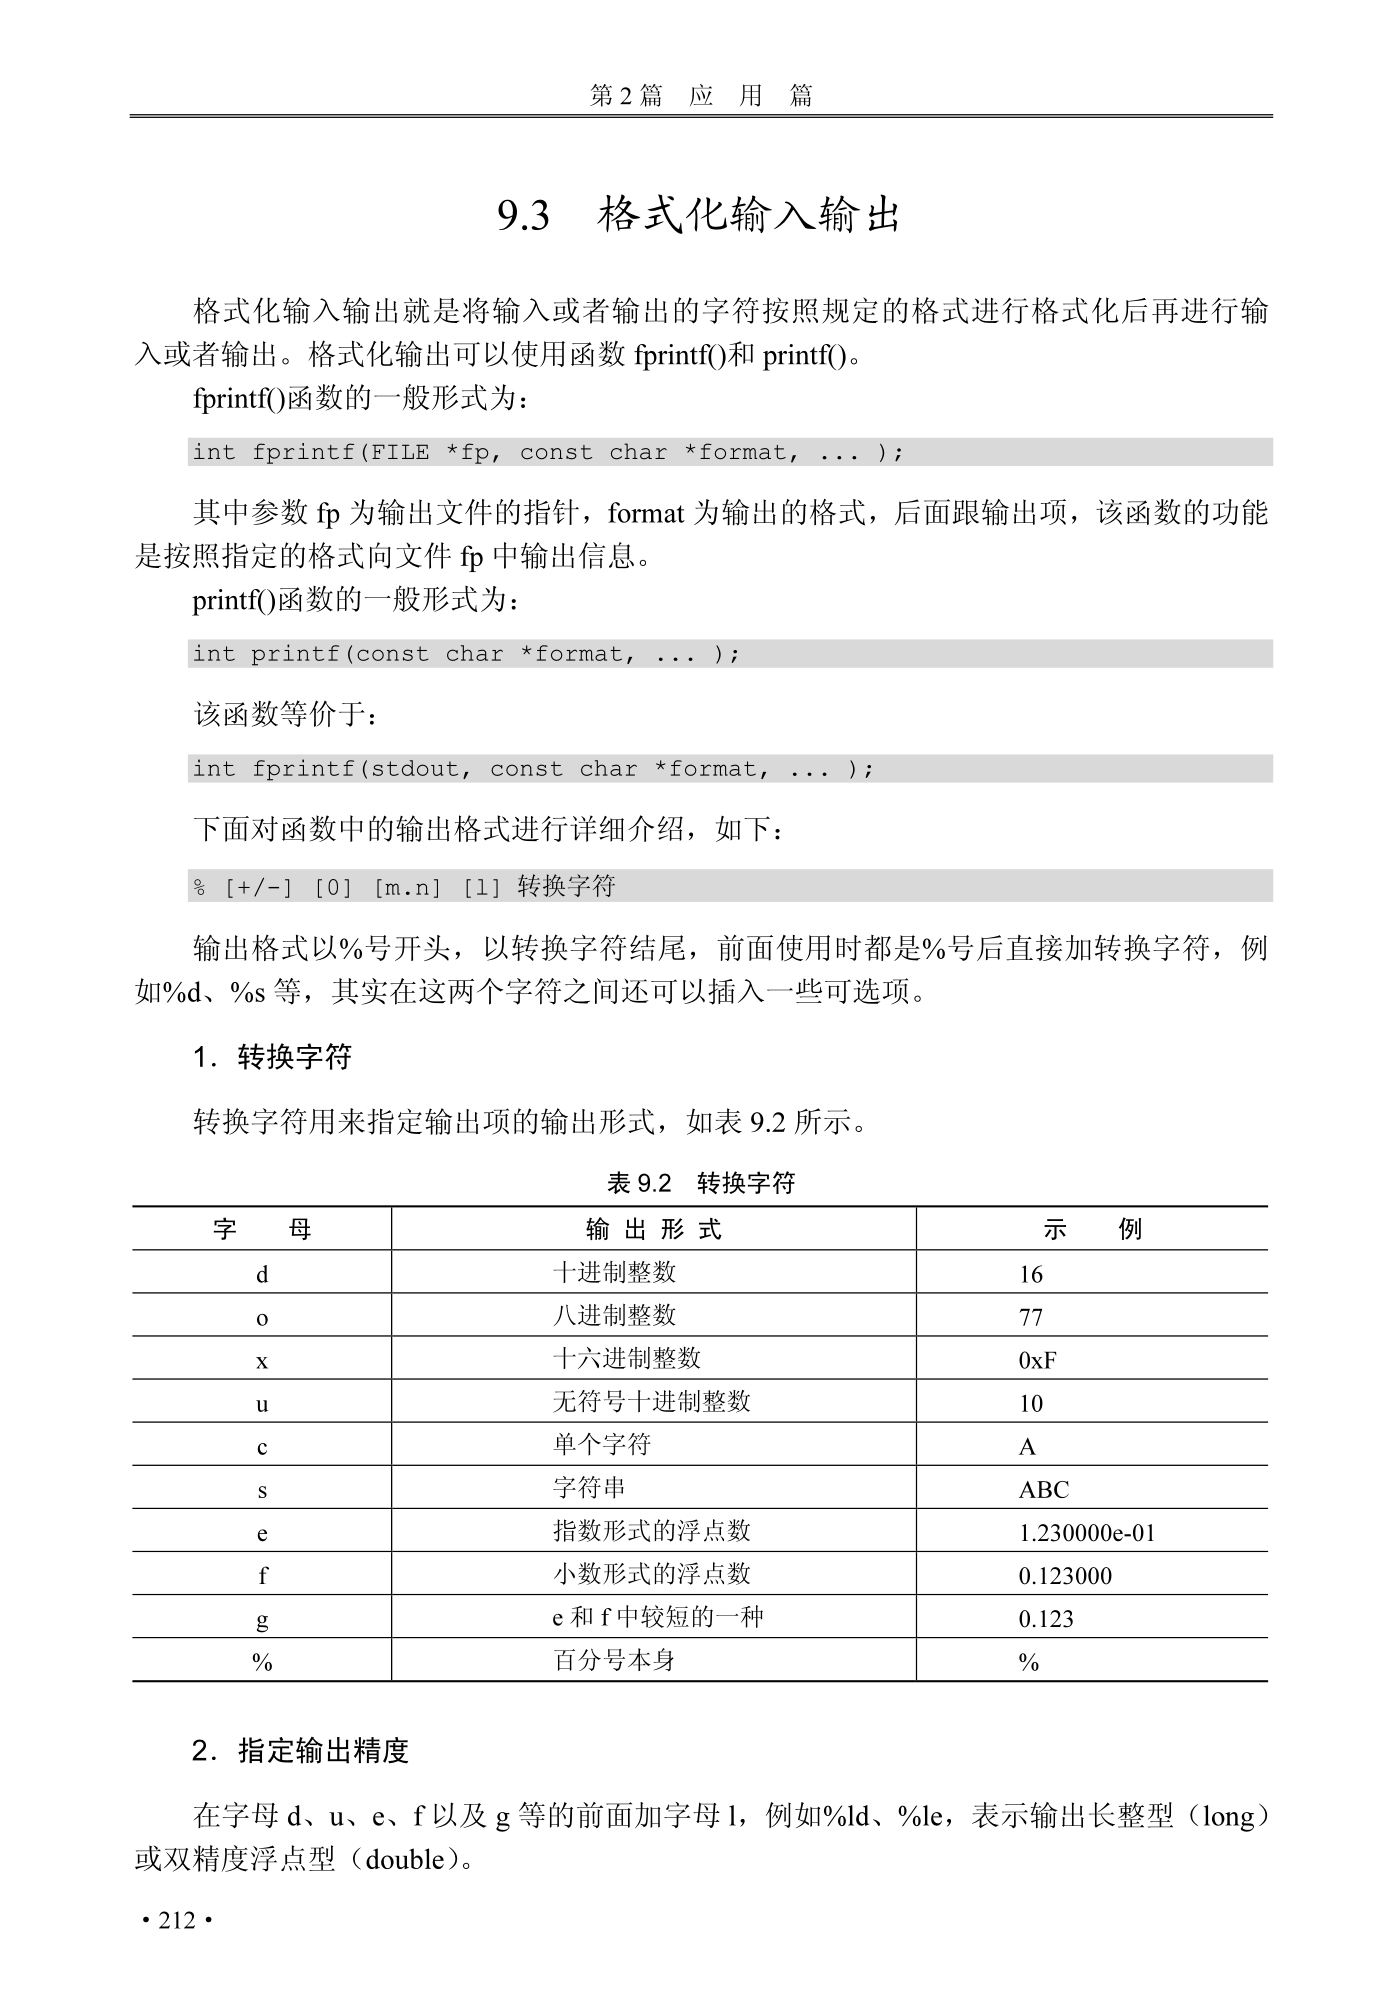 第 2 篇　应　用　篇
9.3　格式化输入输出
格式化输入输出就是将输入或者输出的字符按照规定的格式进行格式化后再进行输
入或者输出。格式化输出可以使用函数 fprintf()和 printf()。
fprintf()函数的一般形式为：
int fprintf(FILE *fp, const char *format, ... );
其中参数 fp 为输出文件的指针，format 为输出的格式，后面跟输出项，该函数的功能
是按照指定的格式向文件 fp 中输出信息。
printf()函数的一般形式为：
int printf(const char *format, ... );
该函数等价于：
int fprintf(stdout, const char *format, ... );
下面对函数中的输出格式进行详细介绍，如下：
% [+/-] [0] [m.n] [l] 转换字符
输出格式以%号开头，以转换字符结尾，前面使用时都是%号后直接加转换字符，例
如%d、%s 等，其实在这两个字符之间还可以插入一些可选项。
1．转换字符
转换字符用来指定输出项的输出形式，如表 9.2 所示。
表 9.2　转换字符
字　母　输 出 形 式　示　例
d　十进制整数　16
o　八进制整数　77
x　十六进制整数　0xF
u　无符号十进制整数　10
c　单个字符　A
s　字符串　ABC
e　指数形式的浮点数　1.230000e-01
f　小数形式的浮点数　0.123000
g　e 和 f 中较短的一种　0.123
%　百分号本身　%
2．指定输出精度
在字母 d、u、e、f 以及 g 等的前面加字母 l，例如%ld、%le，表示输出长整型（long）
或双精度浮点型（double）。
• 212 •